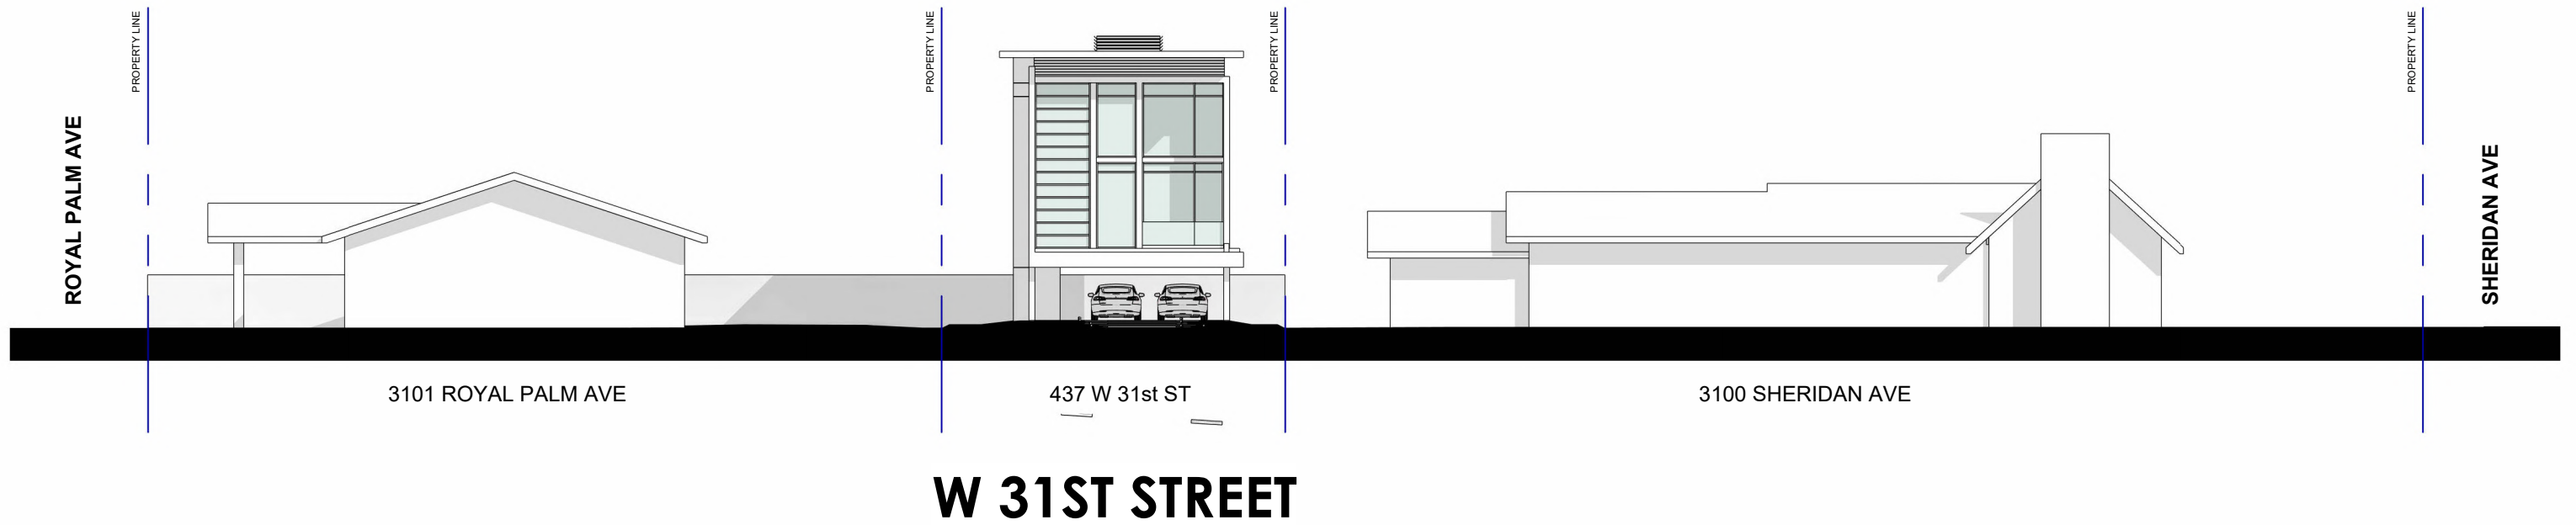 PROPERTY LINE
PROPERTY LINE
PROPERTY LINE
PROPERTY LINE
ROYAL PALM AVE
SHERIDAN AVE
3101 ROYAL PALM AVE
437 W 31st ST
3100 SHERIDAN AVE
W 31ST STREET